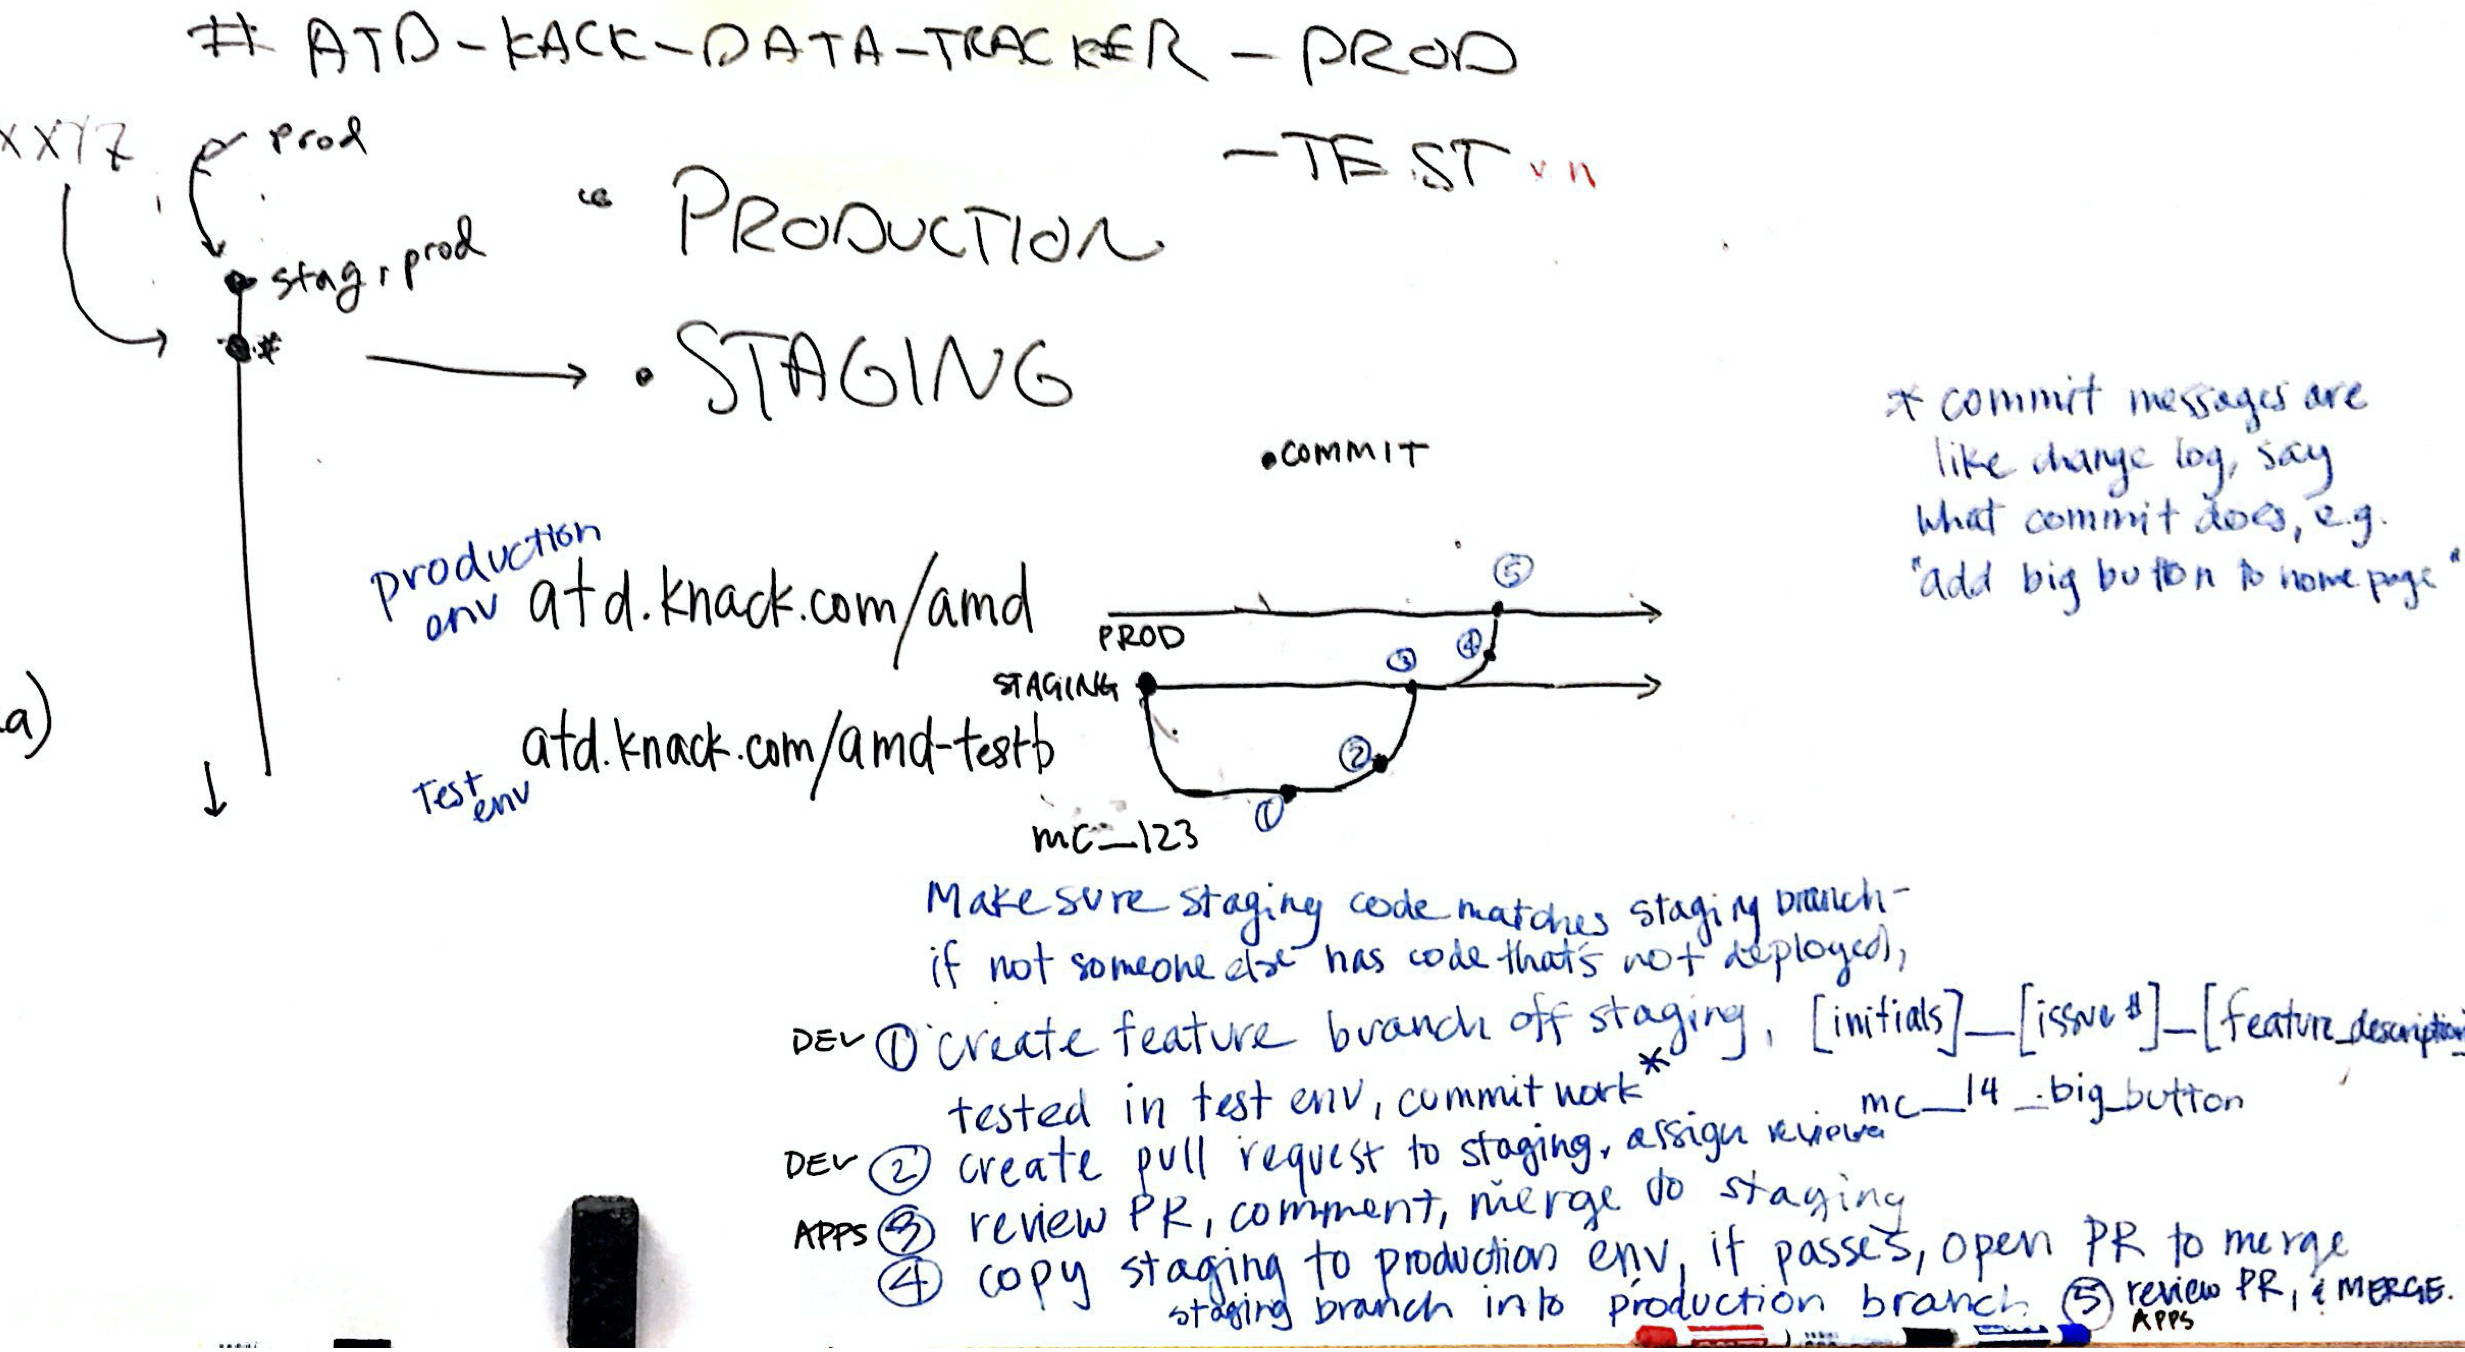 # ATD-KACK-DATA-TRACKER-PROD
-TEST
XXYZ
prod
PRODUCTION
stag, prod
#
STAGING
• COMMIT
* commit messages are
like change log, say
what commit does, e.g.
"add big button to home page"
production
env atd.knack.com/amd
⑤
PROD
④
③
STAGING
a)
atd.knack.com/amd-test
Test
env
②
①
mc_123
Make sure staging code matches staging branch-
if not someone else has code that's not deployed,
DEV ① create feature branch off staging, [initials]_[issue#]_[feature_description]
tested in test env, commit work*
mc_14_big_button
DEV ② create pull request to staging, assign reviewer
APPS ③ review PR, comment, merge to staging
④ copy staging to production env, if passes, open PR to merge
staging branch into production branch ⑤ review PR, & MERGE.
APPS